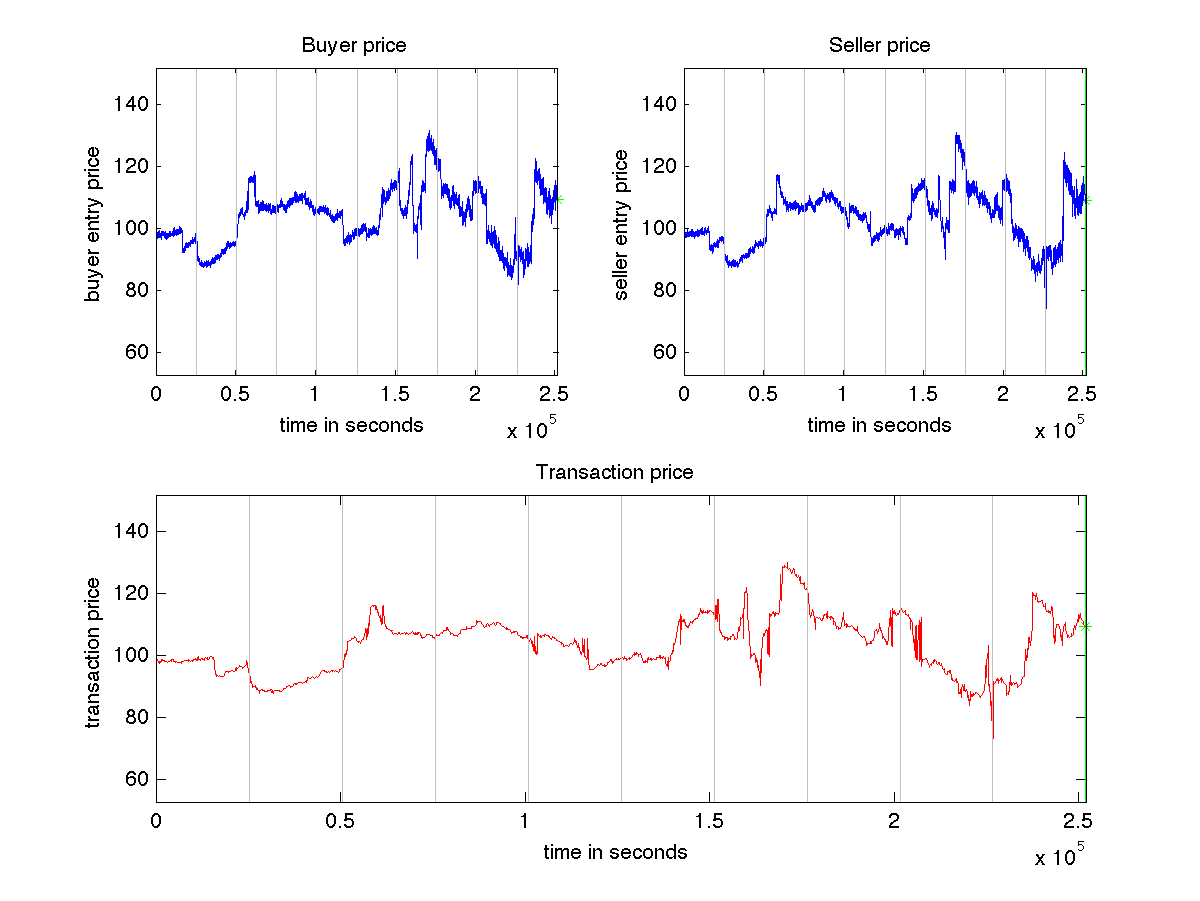 Buyer price
buyer entry price
140
120
100
80
60
0 0.5 1 1.5 2 2.5
time in seconds
x 10^5
Seller price
seller entry price
140
120
100
80
60
0 0.5 1 1.5 2 2.5
time in seconds
x 10^5
Transaction price
transaction price
140
120
100
80
60
0 0.5 1 1.5 2 2.5
time in seconds
x 10^5